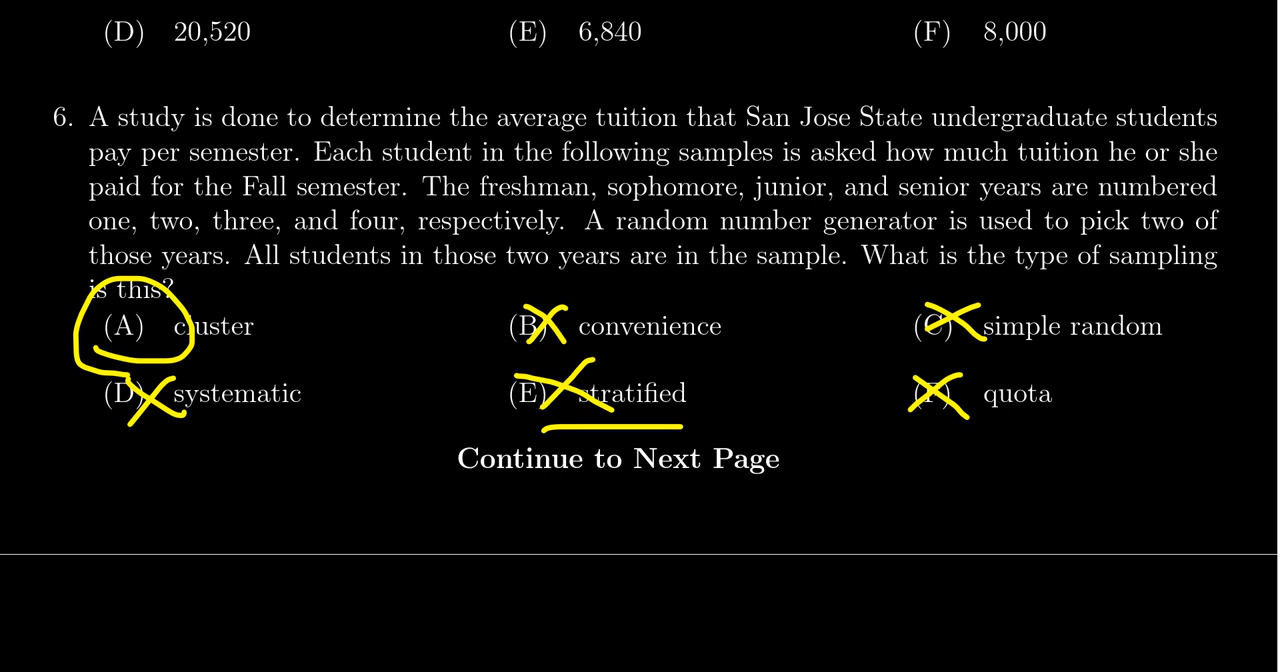 (D) 20,520 (E) 6,840 (F) 8,000
6. A study is done to determine the average tuition that San Jose State undergraduate students
pay per semester. Each student in the following samples is asked how much tuition he or she
paid for the Fall semester. The freshman, sophomore, junior, and senior years are numbered
one, two, three, and four, respectively. A random number generator is used to pick two of
those years. All students in those two years are in the sample. What is the type of sampling
is this?
(A) cluster (B) convenience (C) simple random
(D) systematic (E) stratified (F) quota
Continue to Next Page